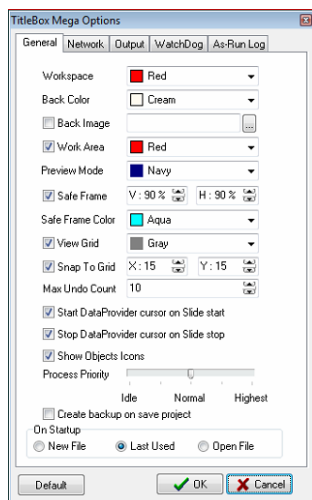 TitleBox Mega Options
General Network Output WatchDog As-Run Log
Workspace Red
Back Color Cream
Back Image ...
Work Area Red
Preview Mode Navy
Safe Frame V : 90 % H : 90 %
Safe Frame Color Aqua
View Grid Gray
Snap To Grid X : 15 Y : 15
Max Undo Count 10
Start DataProvider cursor on Slide start
Stop DataProvider cursor on Slide stop
Show Objects Icons
Process Priority
Idle Normal Highest
Create backup on save project
On Startup
New File Last Used Open File
Default OK Cancel